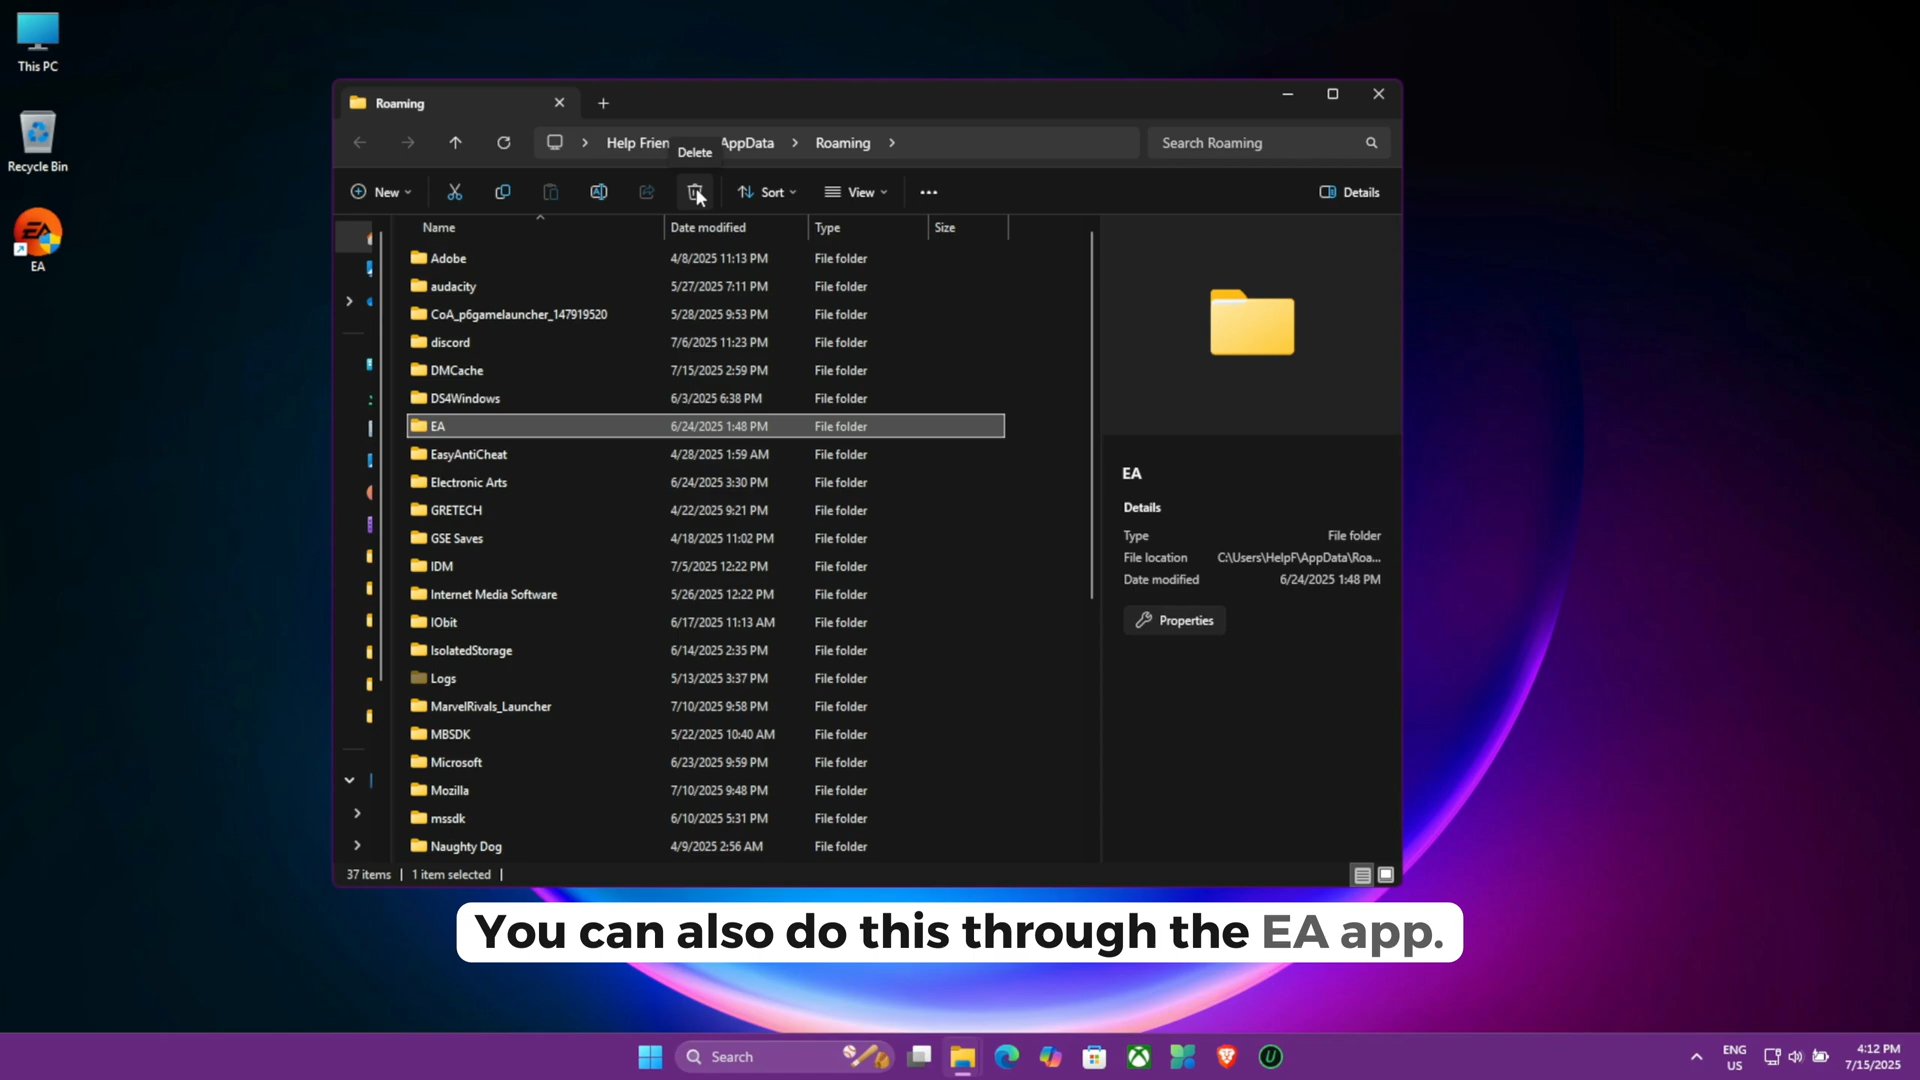 This PC
Recycle Bin
EA
EA
Roaming
Help Frien
AppData
Roaming
Search Roaming
Delete
New
Sort
View
Details
Name Date modified Type Size
Adobe 4/8/2025 11:13 PM File folder
audacity 5/27/2025 7:11 PM File folder
CoA_p6gamelauncher_147919520 5/28/2025 9:53 PM File folder
discord 7/6/2025 11:23 PM File folder
DMCache 7/15/2025 2:59 PM File folder
DS4Windows 6/3/2025 6:38 PM File folder
EA 6/24/2025 1:48 PM File folder
EasyAntiCheat 4/28/2025 1:59 AM File folder
Electronic Arts 6/24/2025 3:30 PM File folder
GRETECH 4/22/2025 9:21 PM File folder
GSE Saves 4/18/2025 11:02 PM File folder
IDM 7/5/2025 12:22 PM File folder
Internet Media Software 5/26/2025 12:22 PM File folder
IObit 6/17/2025 11:13 AM File folder
IsolatedStorage 6/14/2025 2:35 PM File folder
Logs 5/13/2025 3:37 PM File folder
MarvelRivals_Launcher 7/10/2025 9:58 PM File folder
MBSDK 5/22/2025 10:40 AM File folder
Microsoft 6/23/2025 9:59 PM File folder
Mozilla 7/10/2025 9:48 PM File folder
mssdk 6/10/2025 5:31 PM File folder
Naughty Dog 4/9/2025 2:56 AM File folder
EA
Details
Type File folder
File location C:\Users\HelpF\AppData\Roa...
Date modified 6/24/2025 1:48 PM
Properties
37 items 1 item selected
You can also do this through the EA app.
Search
ENG
US
4:12 PM
7/15/2025